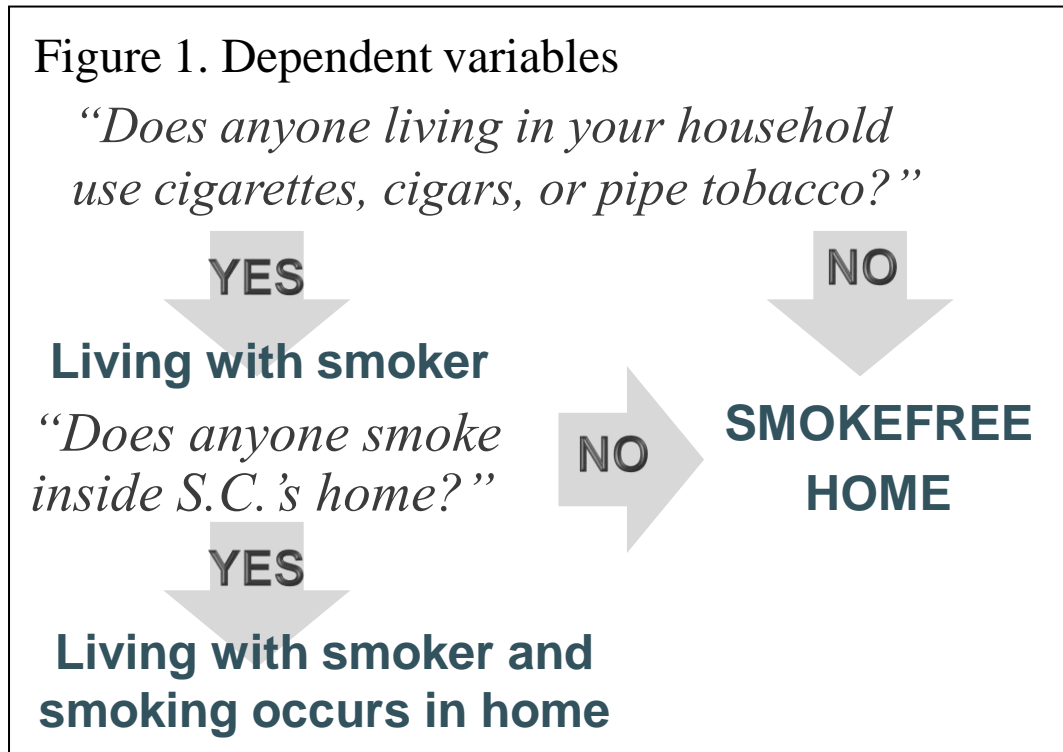 Figure 1. Dependent variables
“Does anyone living in your household
use cigarettes, cigars, or pipe tobacco?”
YES
NO
Living with smoker
“Does anyone smoke
inside S.C.’s home?”
NO
SMOKEFREE
HOME
YES
Living with smoker and
smoking occurs in home